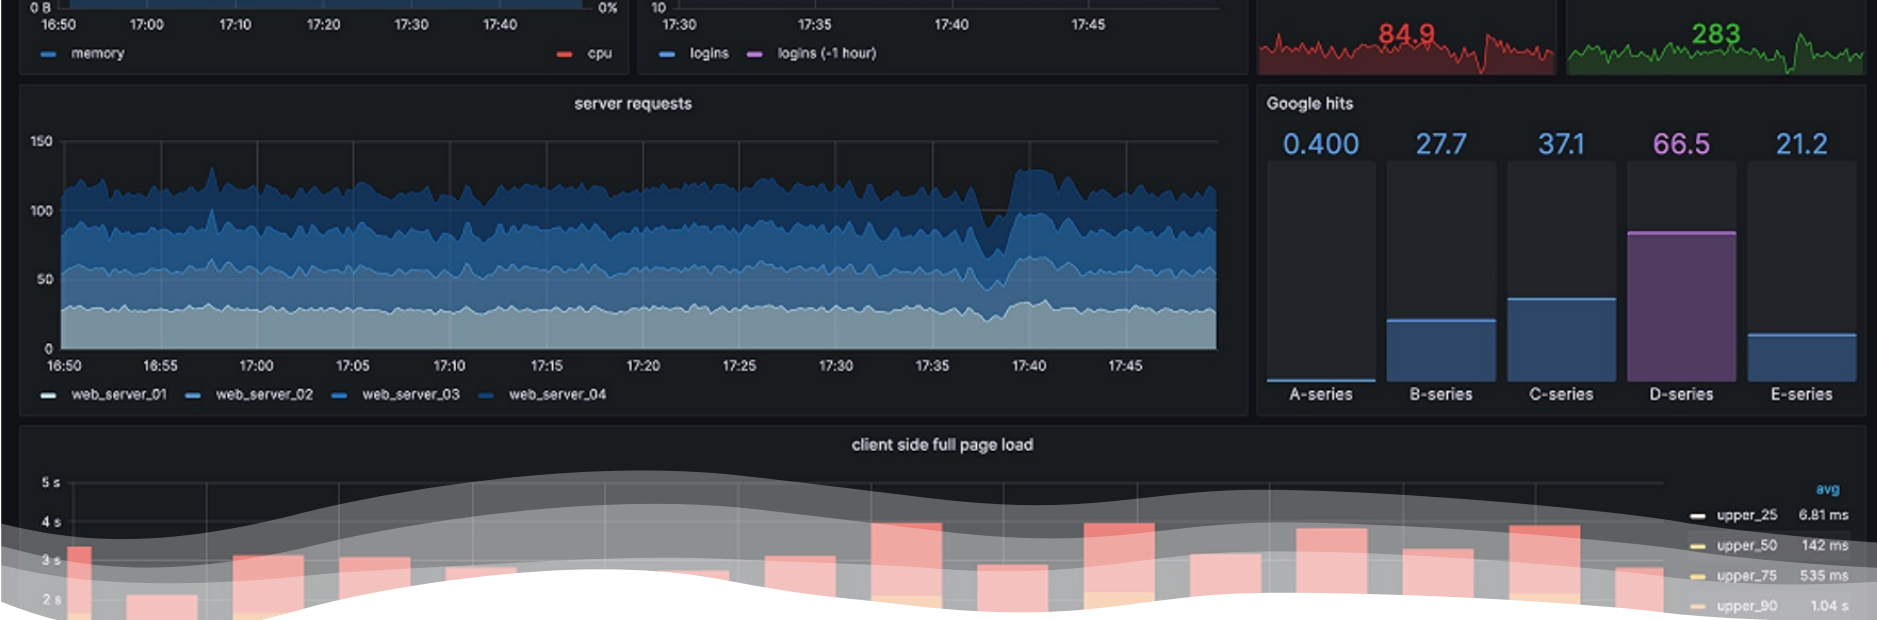 0 B 0% 10
16:50 17:00 17:10 17:20 17:30 17:40
17:30 17:35 17:40 17:45
memory cpu
logins logins (-1 hour)
84.9
283
server requests
150
100
50
0
16:50 16:55 17:00 17:05 17:10 17:15 17:20 17:25 17:30 17:35 17:40 17:45
web_server_01 web_server_02 web_server_03 web_server_04
Google hits
0.400 27.7 37.1 66.5 21.2
A-series B-series C-series D-series E-series
client side full page load
5 s
4 s
3 s
2 s
avg
upper_25 6.81 ms
upper_50 142 ms
upper_75 535 ms
upper_90 1.04 s